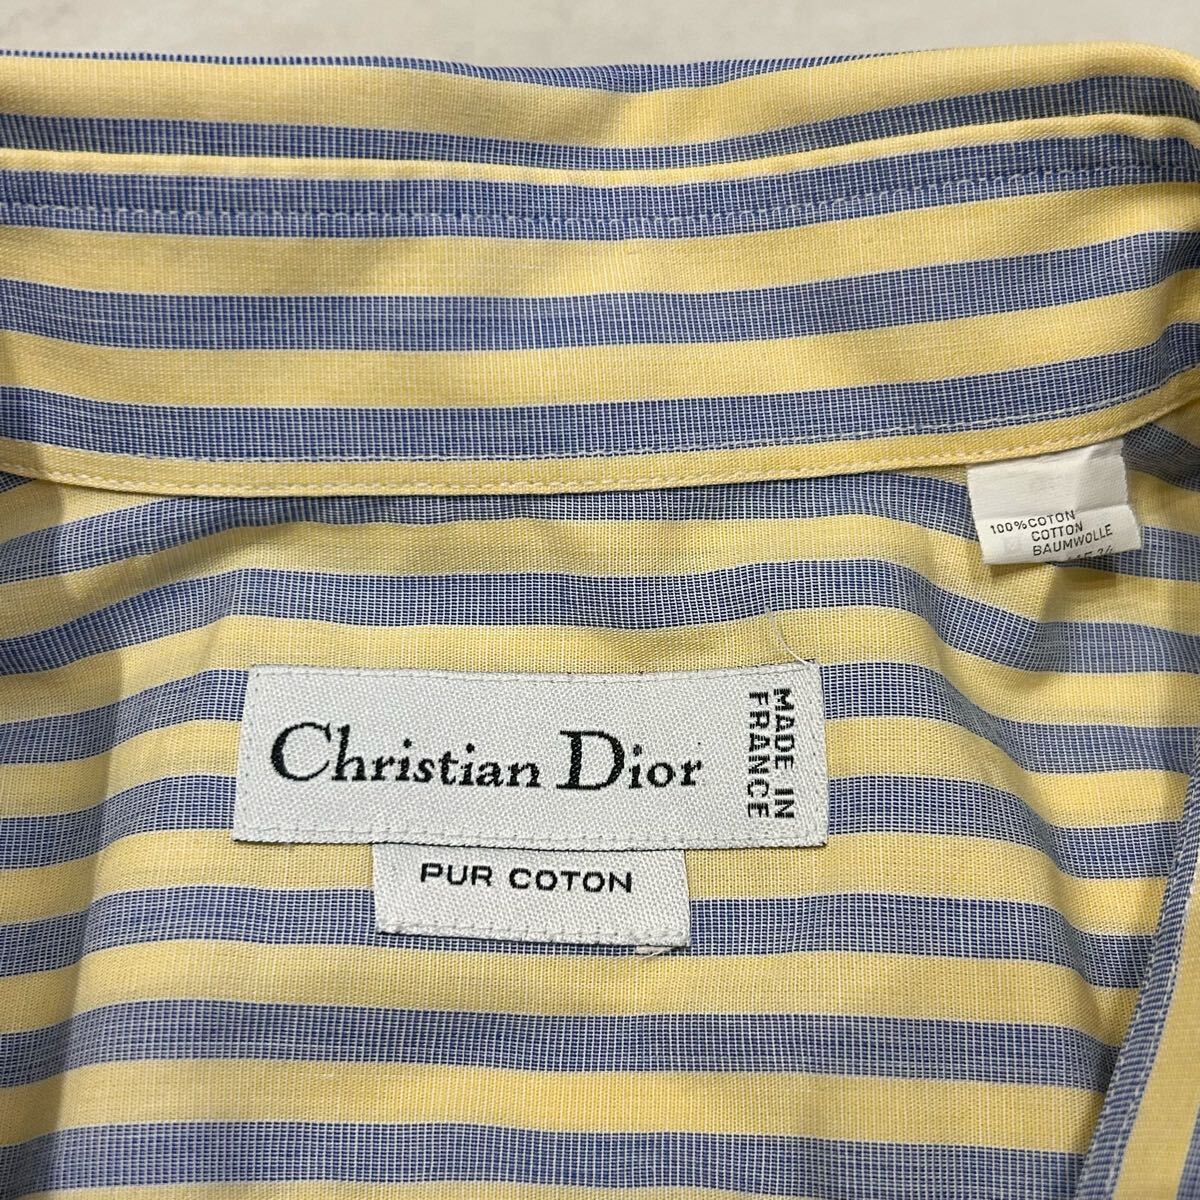 100%COTON
COTTON
BAUMWOLLE
Christian Dior
MADE IN
FRANCE
PUR COTON